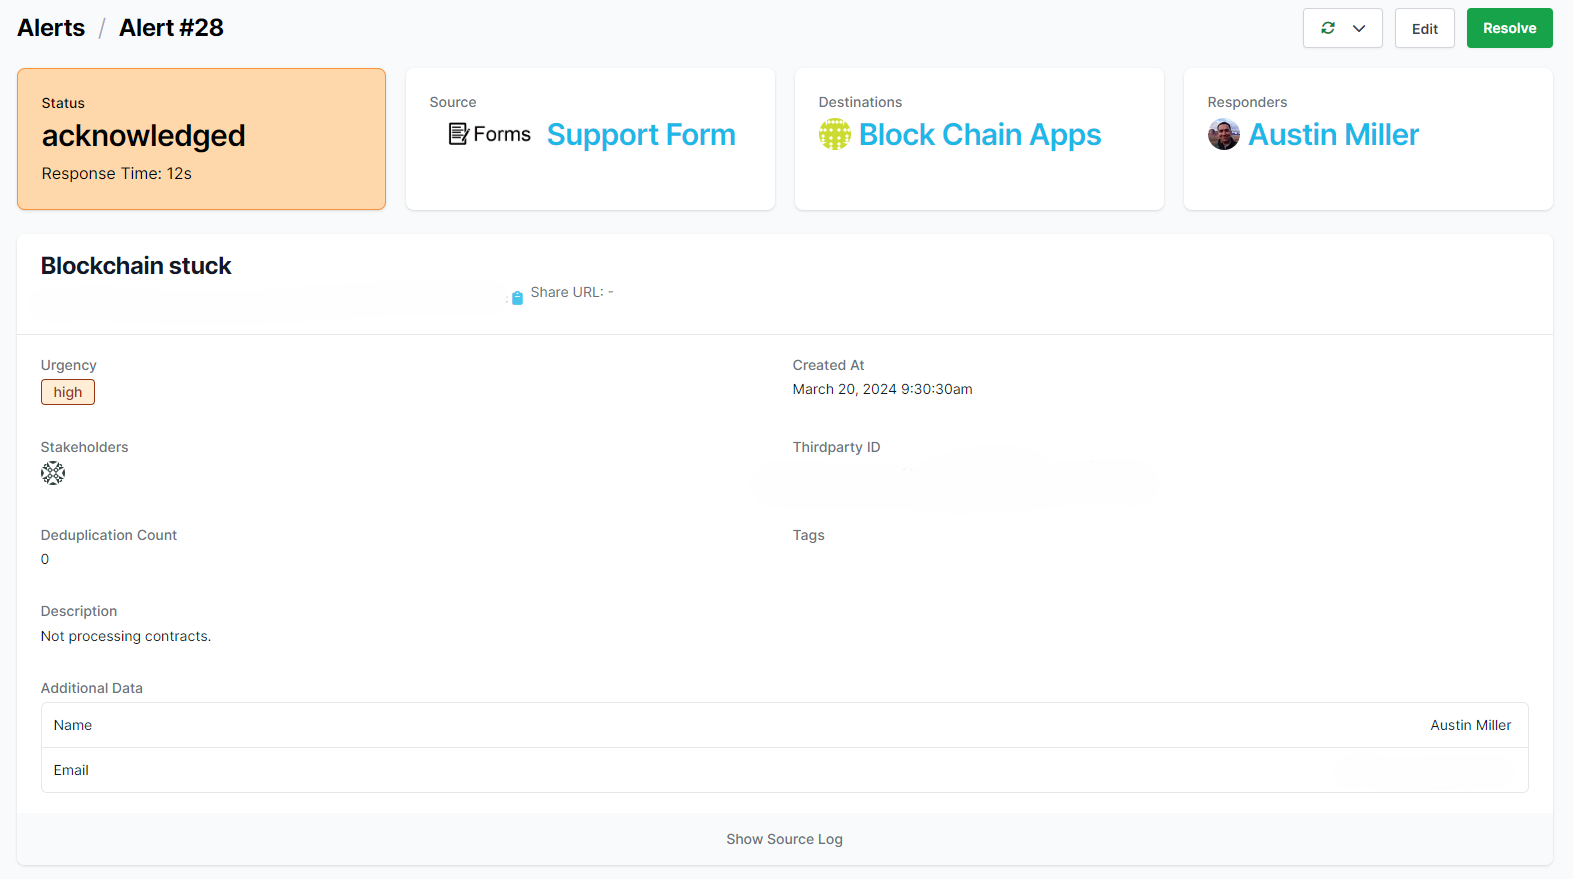 Alerts / Alert #28
Edit
Resolve
Status
acknowledged
Response Time: 12s
Source
Forms Support Form
Destinations
Block Chain Apps
Responders
Austin Miller
Blockchain stuck
Share URL: -
Urgency
high
Created At
March 20, 2024 9:30:30am
Stakeholders
Thirdparty ID
Deduplication Count
0
Tags
Description
Not processing contracts.
Additional Data
Name Austin Miller
Email
Show Source Log